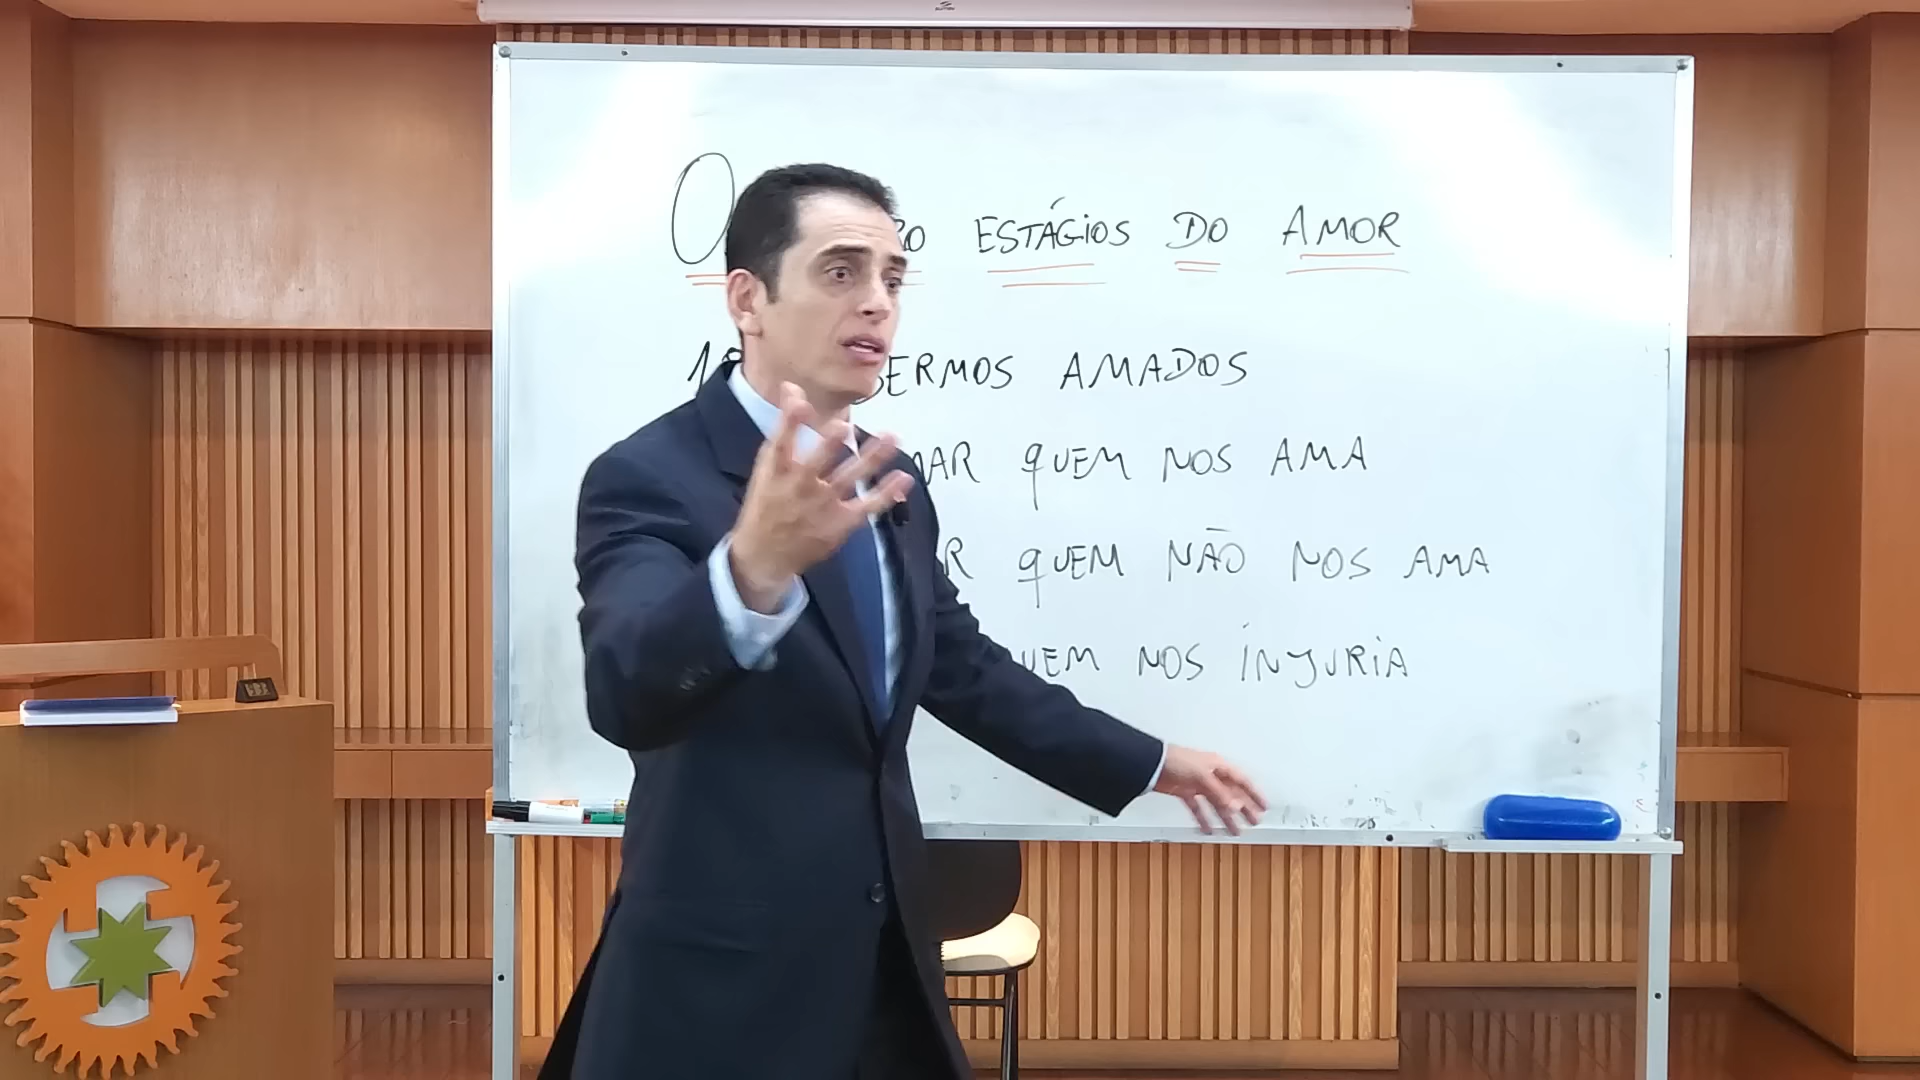 O ESTÁGIOS DO AMOR
SERMOS AMADOS
QUEM NOS AMA
QUEM NÃO NOS AMA
NOS INJURIA